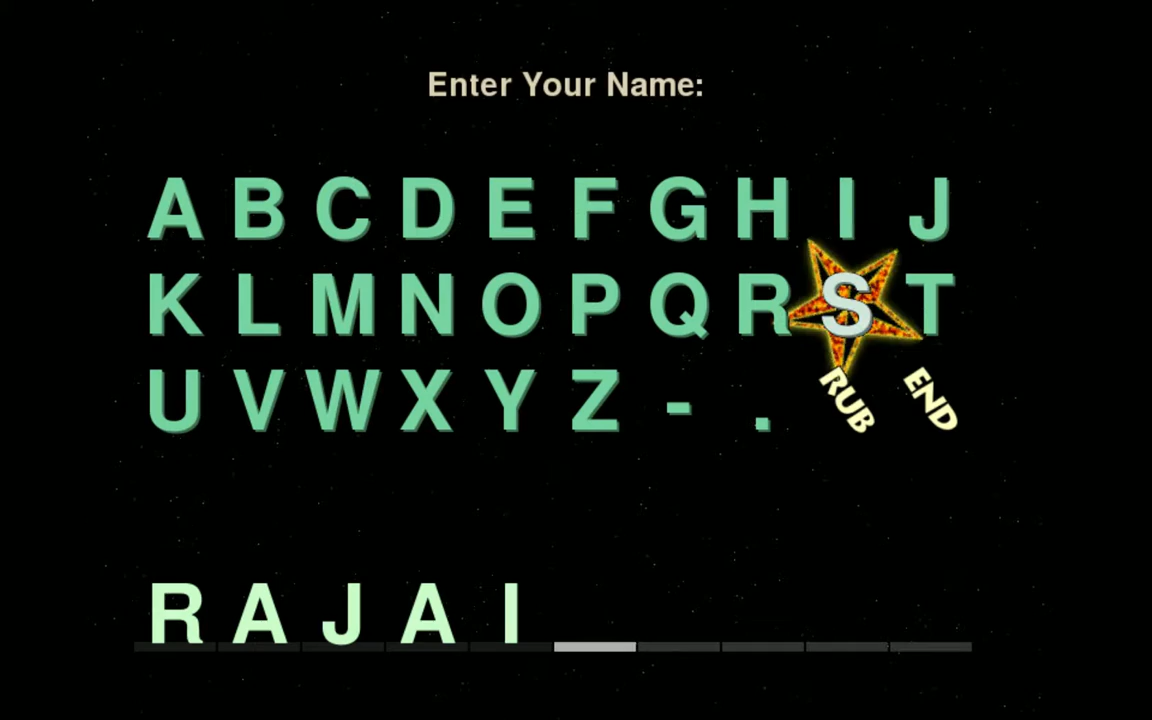 Enter Your Name:
A B C D E F G H I J
K L M N O P Q R S T
U V W X Y Z - . RUB END
R A J A I